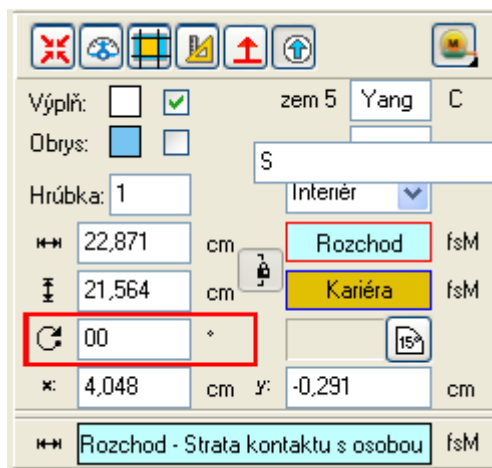 M
Výplň: zem 5 Yang C
Obrys:
S
Hrúbka: 1 Interiér
22,871 cm Rozchod fsM
21,564 cm Kariéra fsM
00 ° 15°
x: 4,048 cm y: -0,291 cm
Rozchod - Strata kontaktu s osobou fsM